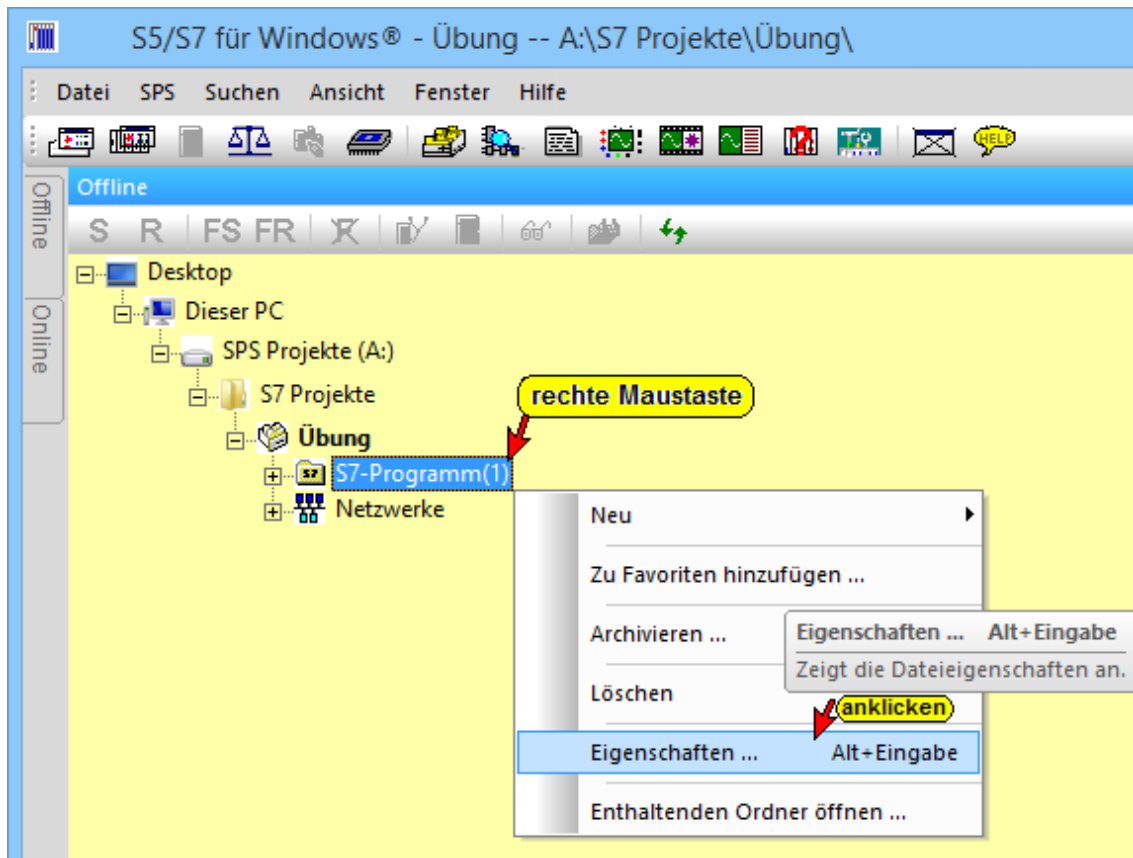 S5/S7 für Windows® - Übung -- A:\S7 Projekte\Übung\
Datei SPS Suchen Ansicht Fenster Hilfe
HELP
Offline
Offline
S R FS FR
Online
Desktop
Dieser PC
SPS Projekte (A:)
S7 Projekte
rechte Maustaste
Übung
S7 S7-Programm(1)
Netzwerke
Neu
Zu Favoriten hinzufügen ...
Archivieren ...
Eigenschaften ... Alt+Eingabe
Zeigt die Dateieigenschaften an.
Löschen
anklicken
Eigenschaften ... Alt+Eingabe
Enthaltenden Ordner öffnen ...